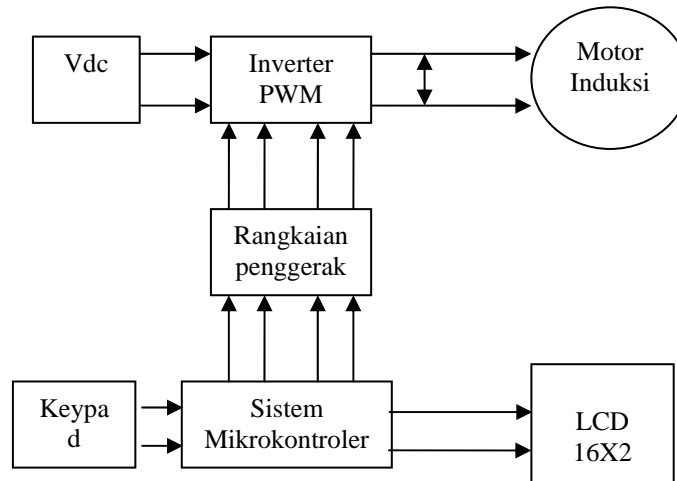 Vdc
Inverter
PWM
Motor
Induksi
Rangkaian
penggerak
Keypa
d
Sistem
Mikrokontroler
LCD
16X2